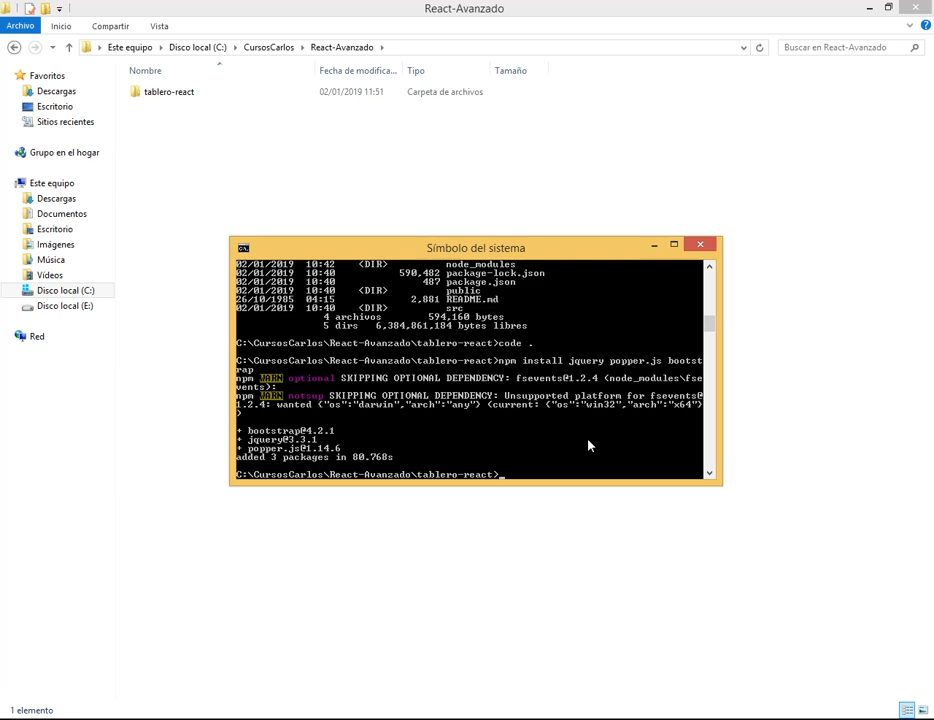 React-Avanzado
Archivo Inicio Compartir Vista
Este equipo Disco local (C:) CursosCarlos React-Avanzado
Buscar en React-Avanzado
Nombre Fecha de modifica... Tipo Tamaño
tablero-react 02/01/2019 11:51 Carpeta de archivos
Favoritos
Descargas
Escritorio
Sitios recientes
Grupo en el hogar
Este equipo
Descargas
Documentos
Escritorio
Imágenes
Música
Vídeos
Disco local (C:)
Disco local (E:)
Red
Símbolo del sistema
02/01/2019 10:42 <DIR> node_modules
02/01/2019 10:40 590,482 package-lock.json
02/01/2019 10:40 487 package.json
02/01/2019 10:40 <DIR> public
26/10/1985 04:15 2,881 README.md
02/01/2019 10:40 <DIR> src
4 archivos 594,160 bytes
5 dirs 6,384,861,184 bytes libres
C:\CursosCarlos\React-Avanzado\tablero-react>code .
C:\CursosCarlos\React-Avanzado\tablero-react>npm install jquery popper.js bootst
rap
npm WARN optional SKIPPING OPTIONAL DEPENDENCY: fsevents@1.2.4 (node_modules\fse
vents):
npm WARN notsup SKIPPING OPTIONAL DEPENDENCY: Unsupported platform for fsevents@
1.2.4: wanted {"os":"darwin","arch":"any"} (current: {"os":"win32","arch":"x64"}
)
+ bootstrap@4.2.1
+ jquery@3.3.1
+ popper.js@1.14.6
added 3 packages in 80.768s
C:\CursosCarlos\React-Avanzado\tablero-react>_
1 elemento